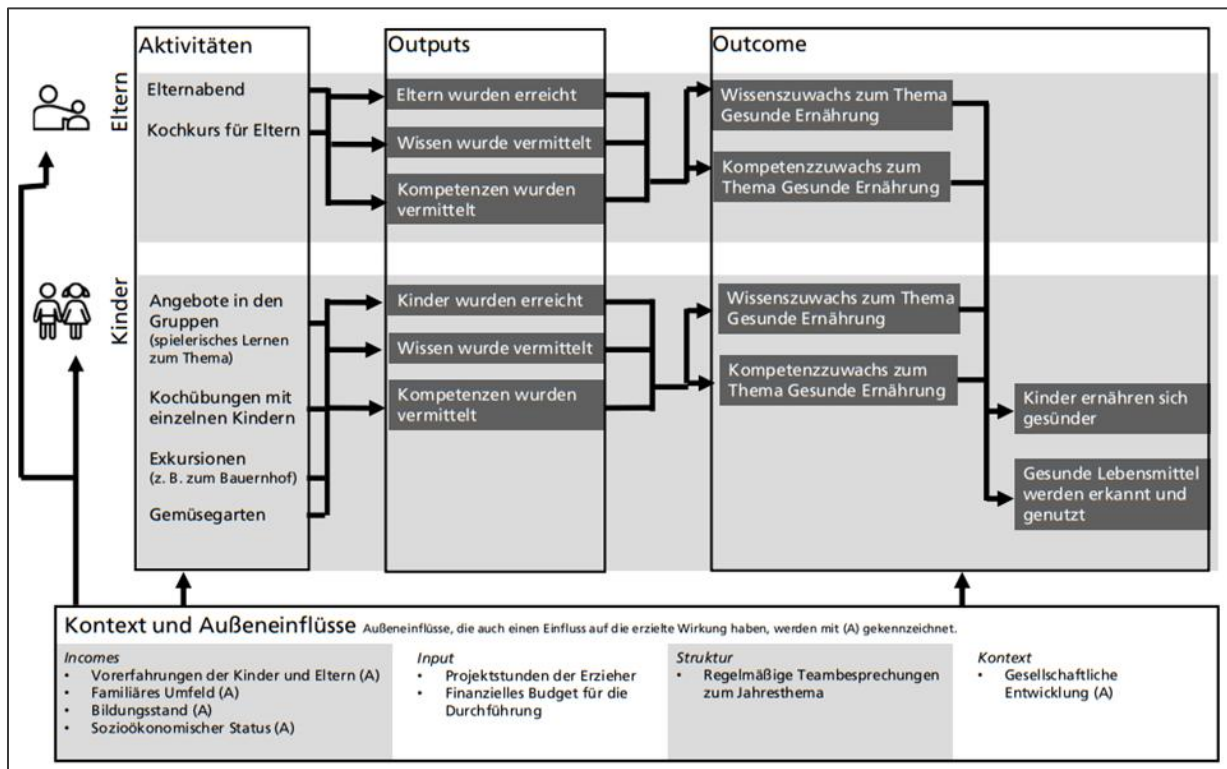 Aktivitäten
Outputs
Outcome
Eltern
Elternabend
Kochkurs für Eltern
Eltern wurden erreicht
Wissen wurde vermittelt
Kompetenzen wurden
vermittelt
Wissenszuwachs zum Thema
Gesunde Ernährung
Kompetenzzuwachs zum
Thema Gesunde Ernährung
Kinder
Angebote in den
Gruppen
(spielerisches Lernen
zum Thema)
Kochübungen mit
einzelnen Kindern
Exkursionen
(z. B. zum Bauernhof)
Gemüsegarten
Kinder wurden erreicht
Wissen wurde vermittelt
Kompetenzen wurden
vermittelt
Wissenszuwachs zum Thema
Gesunde Ernährung
Kompetenzzuwachs zum
Thema Gesunde Ernährung
Kinder ernähren sich
gesünder
Gesunde Lebensmittel
werden erkannt und
genutzt
Kontext und Außeneinflüsse Außeneinflüsse, die auch einen Einfluss auf die erzielte Wirkung haben, werden mit (A) gekennzeichnet.
Incomes
• Vorerfahrungen der Kinder und Eltern (A)
• Familiäres Umfeld (A)
• Bildungsstand (A)
• Sozioökonomischer Status (A)
Input
• Projektstunden der Erzieher
• Finanzielles Budget für die
Durchführung
Struktur
• Regelmäßige Teambesprechungen
zum Jahresthema
Kontext
• Gesellschaftliche
Entwicklung (A)